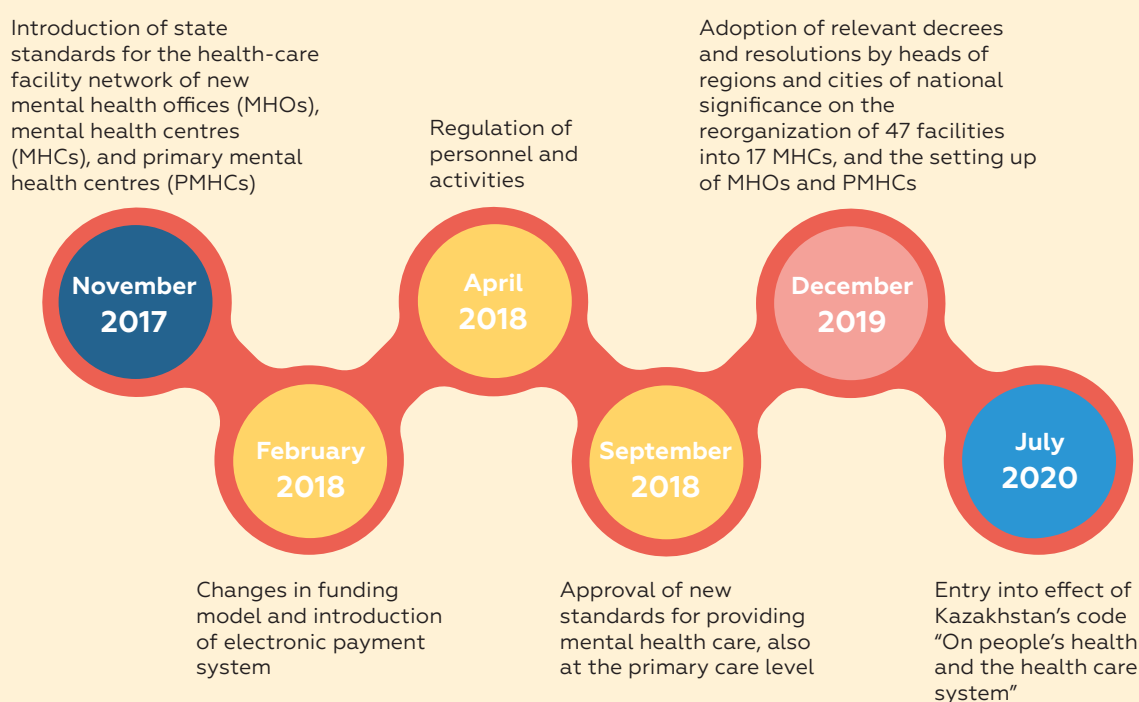 Introduction of state
standards for the health-care
facility network of new
mental health offices (MHOs),
mental health centres
(MHCs), and primary mental
health centres (PMHCs)
November
2017
February
2018
Changes in funding
model and introduction
of electronic payment
system
Regulation of
personnel and
activities
April
2018
September
2018
Approval of new
standards for providing
mental health care, also
at the primary care level
Adoption of relevant decrees
and resolutions by heads of
regions and cities of national
significance on the
reorganization of 47 facilities
into 17 MHCs, and the setting up
of MHOs and PMHCs
December
2019
July
2020
Entry into effect of
Kazakhstan’s code
“On people’s health
and the health care
system”